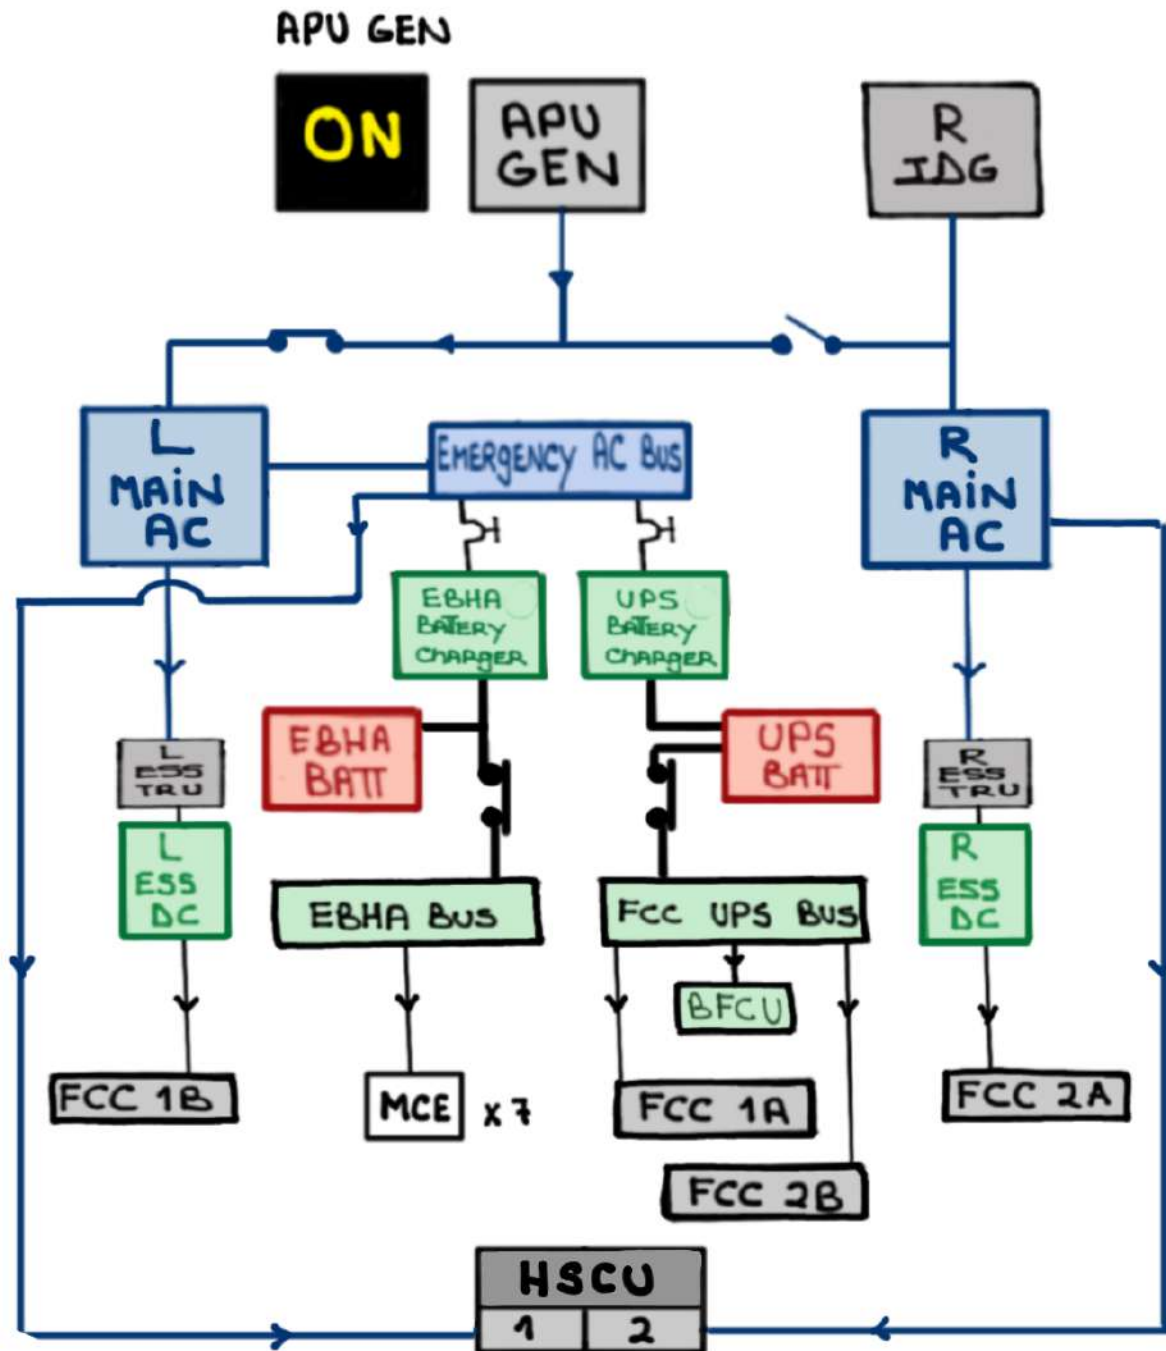 APU GEN
ON
APU
GEN
R
IDG
L
MAIN
AC
EMERGENCY AC BUS
R
MAIN
AC
EBHA
BATERY
CHARGER
UPS
BATERY
CHARGER
EBHA
BATT
UPS
BATT
L
ESS
TRU
R
ESS
TRU
L
ESS
DC
R
ESS
DC
EBHA BUS
FCC UPS BUS
BFCU
FCC 1B
MCE x7
FCC 1A
FCC 2A
FCC 2B
HSCU
1 2